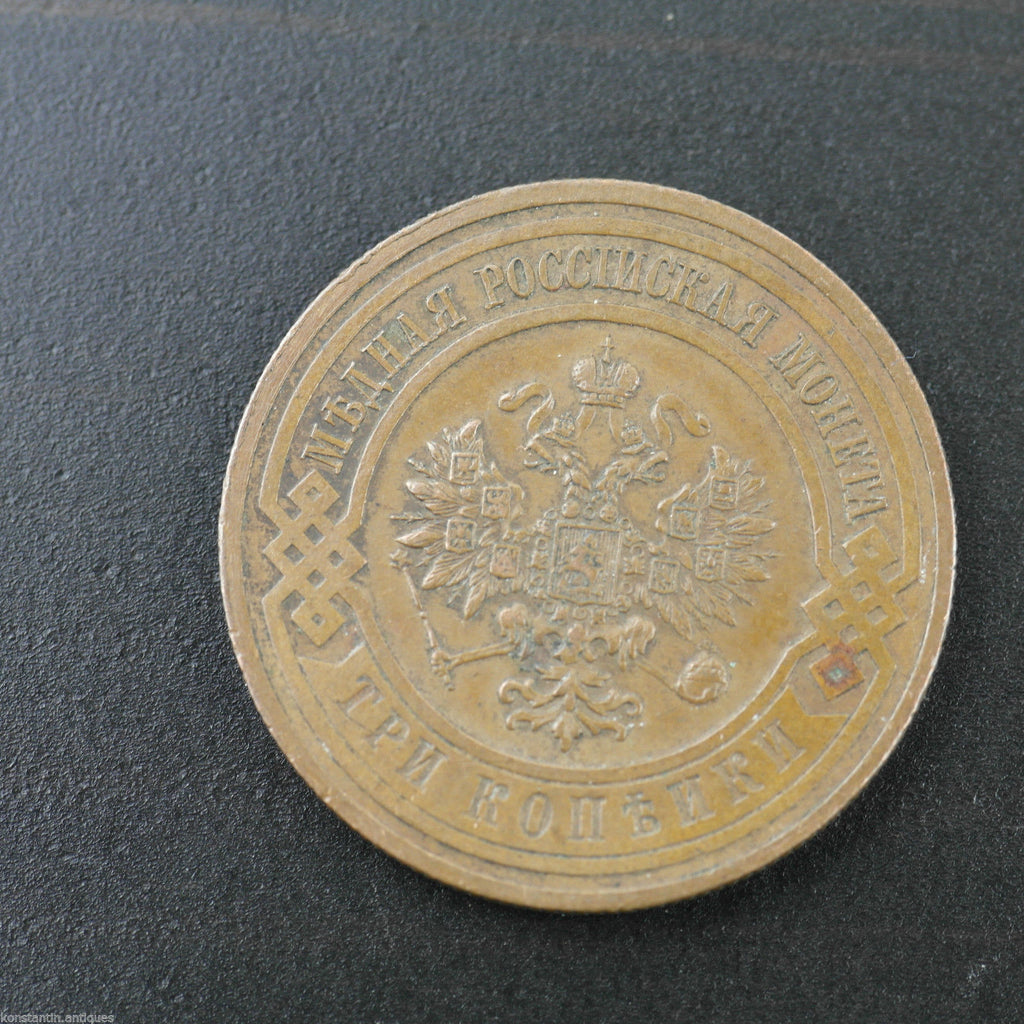 МѢДНАЯ РОССІЙСКАЯ МОНЕТА
ТРИ КОПѢЙКИ
konstantin.antiques